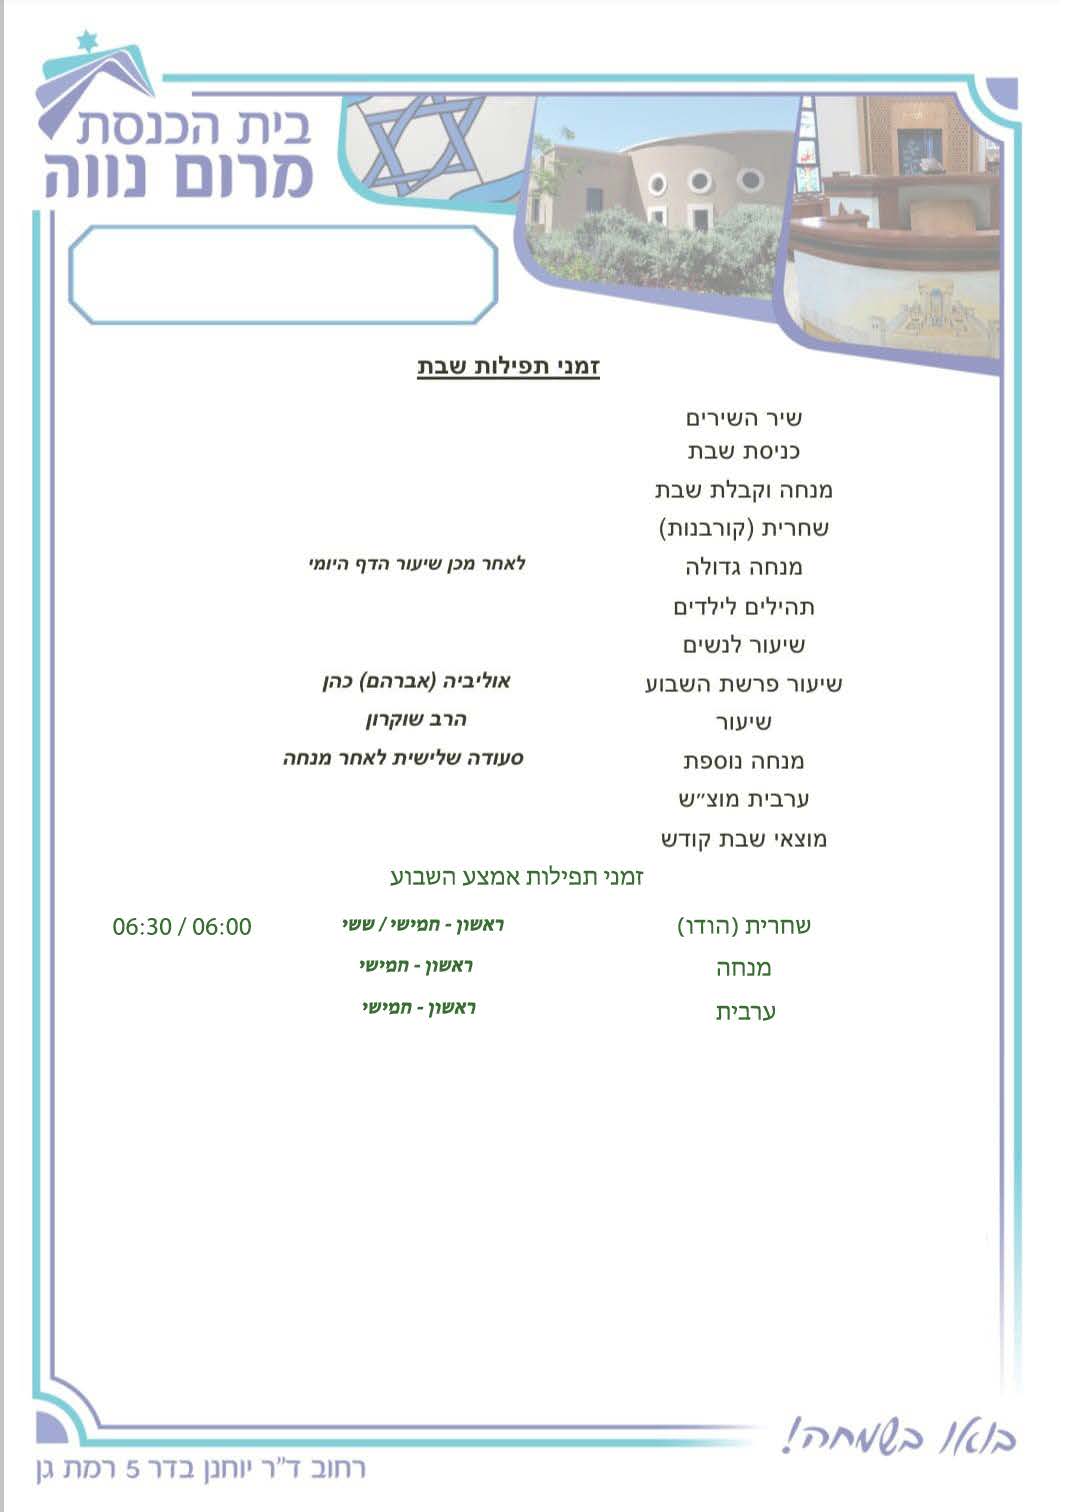 בית הכנסת
מרום נווה
זמני תפילות שבת
שיר השירים
כניסת שבת
מנחה וקבלת שבת
שחרית (קורבנות)
מנחה גדולה לאחר מכן שיעור הדף היומי
תהילים לילדים
שיעור לנשים
שיעור פרשת השבוע אוליביה (אברהם) כהן
שיעור הרב שוקרון
מנחה נוספת סעודה שלישית לאחר מנחה
ערבית מוצ״ש
מוצאי שבת קודש
זמני תפילות אמצע השבוע
שחרית (הודו) ראשון - חמישי / ששי 06:00 / 06:30
מנחה ראשון - חמישי
ערבית ראשון - חמישי
בואו בשמחה!
רחוב ד"ר יוחנן בדר 5 רמת גן